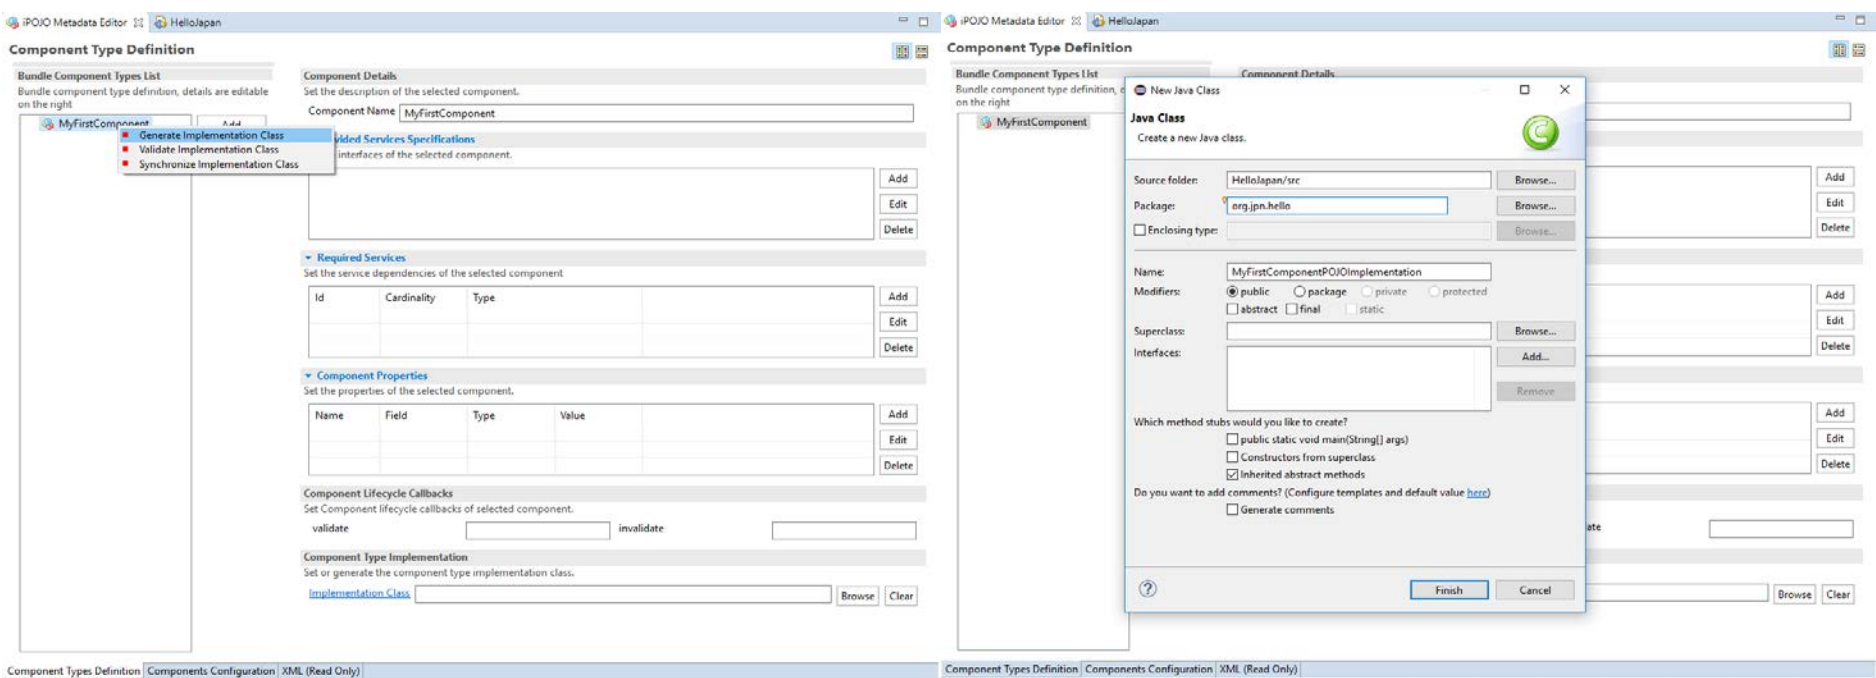 iPOJO Metadata Editor HelloJapan
Component Type Definition
Bundle Component Types List
Bundle component type definition, details are editable
on the right
MyFirstComponent
Add
Generate Implementation Class
Validate Implementation Class
Synchronize Implementation Class
Component Details
Set the description of the selected component.
Component Name MyFirstComponent
vided Services Specifications
interfaces of the selected component.
Add
Edit
Delete
Required Services
Set the service dependencies of the selected component
Id Cardinality Type
Add
Edit
Delete
Component Properties
Set the properties of the selected component.
Name Field Type Value
Add
Edit
Delete
Component Lifecycle Callbacks
Set Component lifecycle callbacks of selected component.
validate invalidate
Component Type Implementation
Set or generate the component type implementation class.
Implementation Class Browse Clear
Component Types Definition Components Configuration XML (Read Only)
iPOJO Metadata Editor HelloJapan
Component Type Definition
Bundle Component Types List
Bundle component type definition,
on the right
MyFirstComponent
Component Details
New Java Class
Java Class
Create a new Java class.
Source folder: HelloJapan/src Browse...
Package: org.jpn.hello Browse...
Enclosing type: Browse...
Name: MyFirstComponentPOJOImplementation
Modifiers: public package private protected
abstract final static
Superclass: Browse...
Interfaces: Add...
Remove
Which method stubs would you like to create?
public static void main(String[] args)
Constructors from superclass
Inherited abstract methods
Do you want to add comments? (Configure templates and default value here)
Generate comments
? Finish Cancel
Add
Edit
Delete
Add
Edit
Delete
Add
Edit
Delete
ate
Browse Clear
Component Types Definition Components Configuration XML (Read Only)